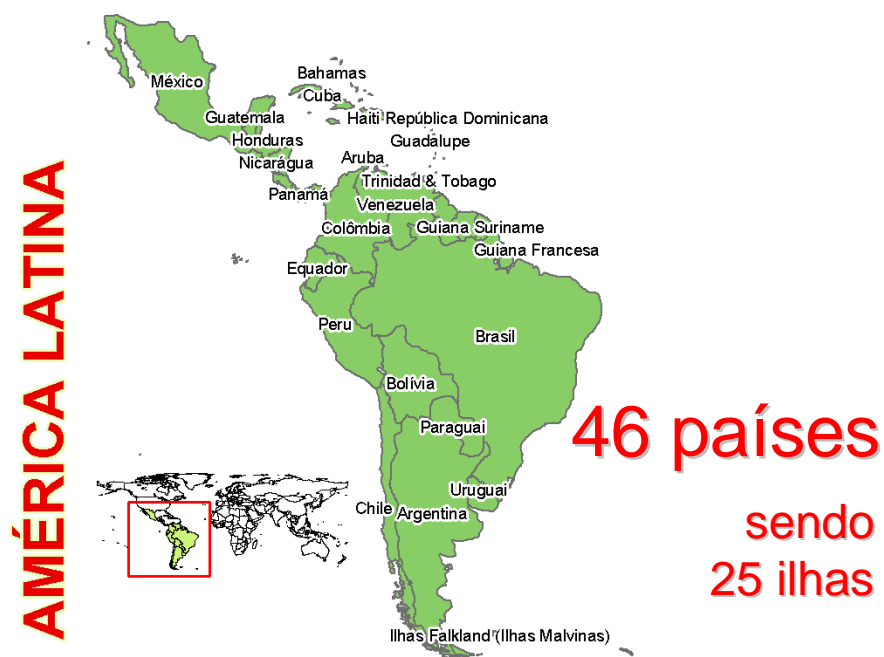 AMÉRICA LATINA
México
Bahamas
Cuba
Guatemala
Haiti República Dominicana
Honduras
Guadalupe
Nicarágua
Aruba
Panamá
Trinidad & Tobago
Venezuela
Colômbia
Guiana Suriname
Guiana Francesa
Equador
Peru
Brasil
Bolívia
Paraguai
46 países
Uruguai
Chile
Argentina
sendo
25 ilhas
Ilhas Falkland (Ilhas Malvinas)